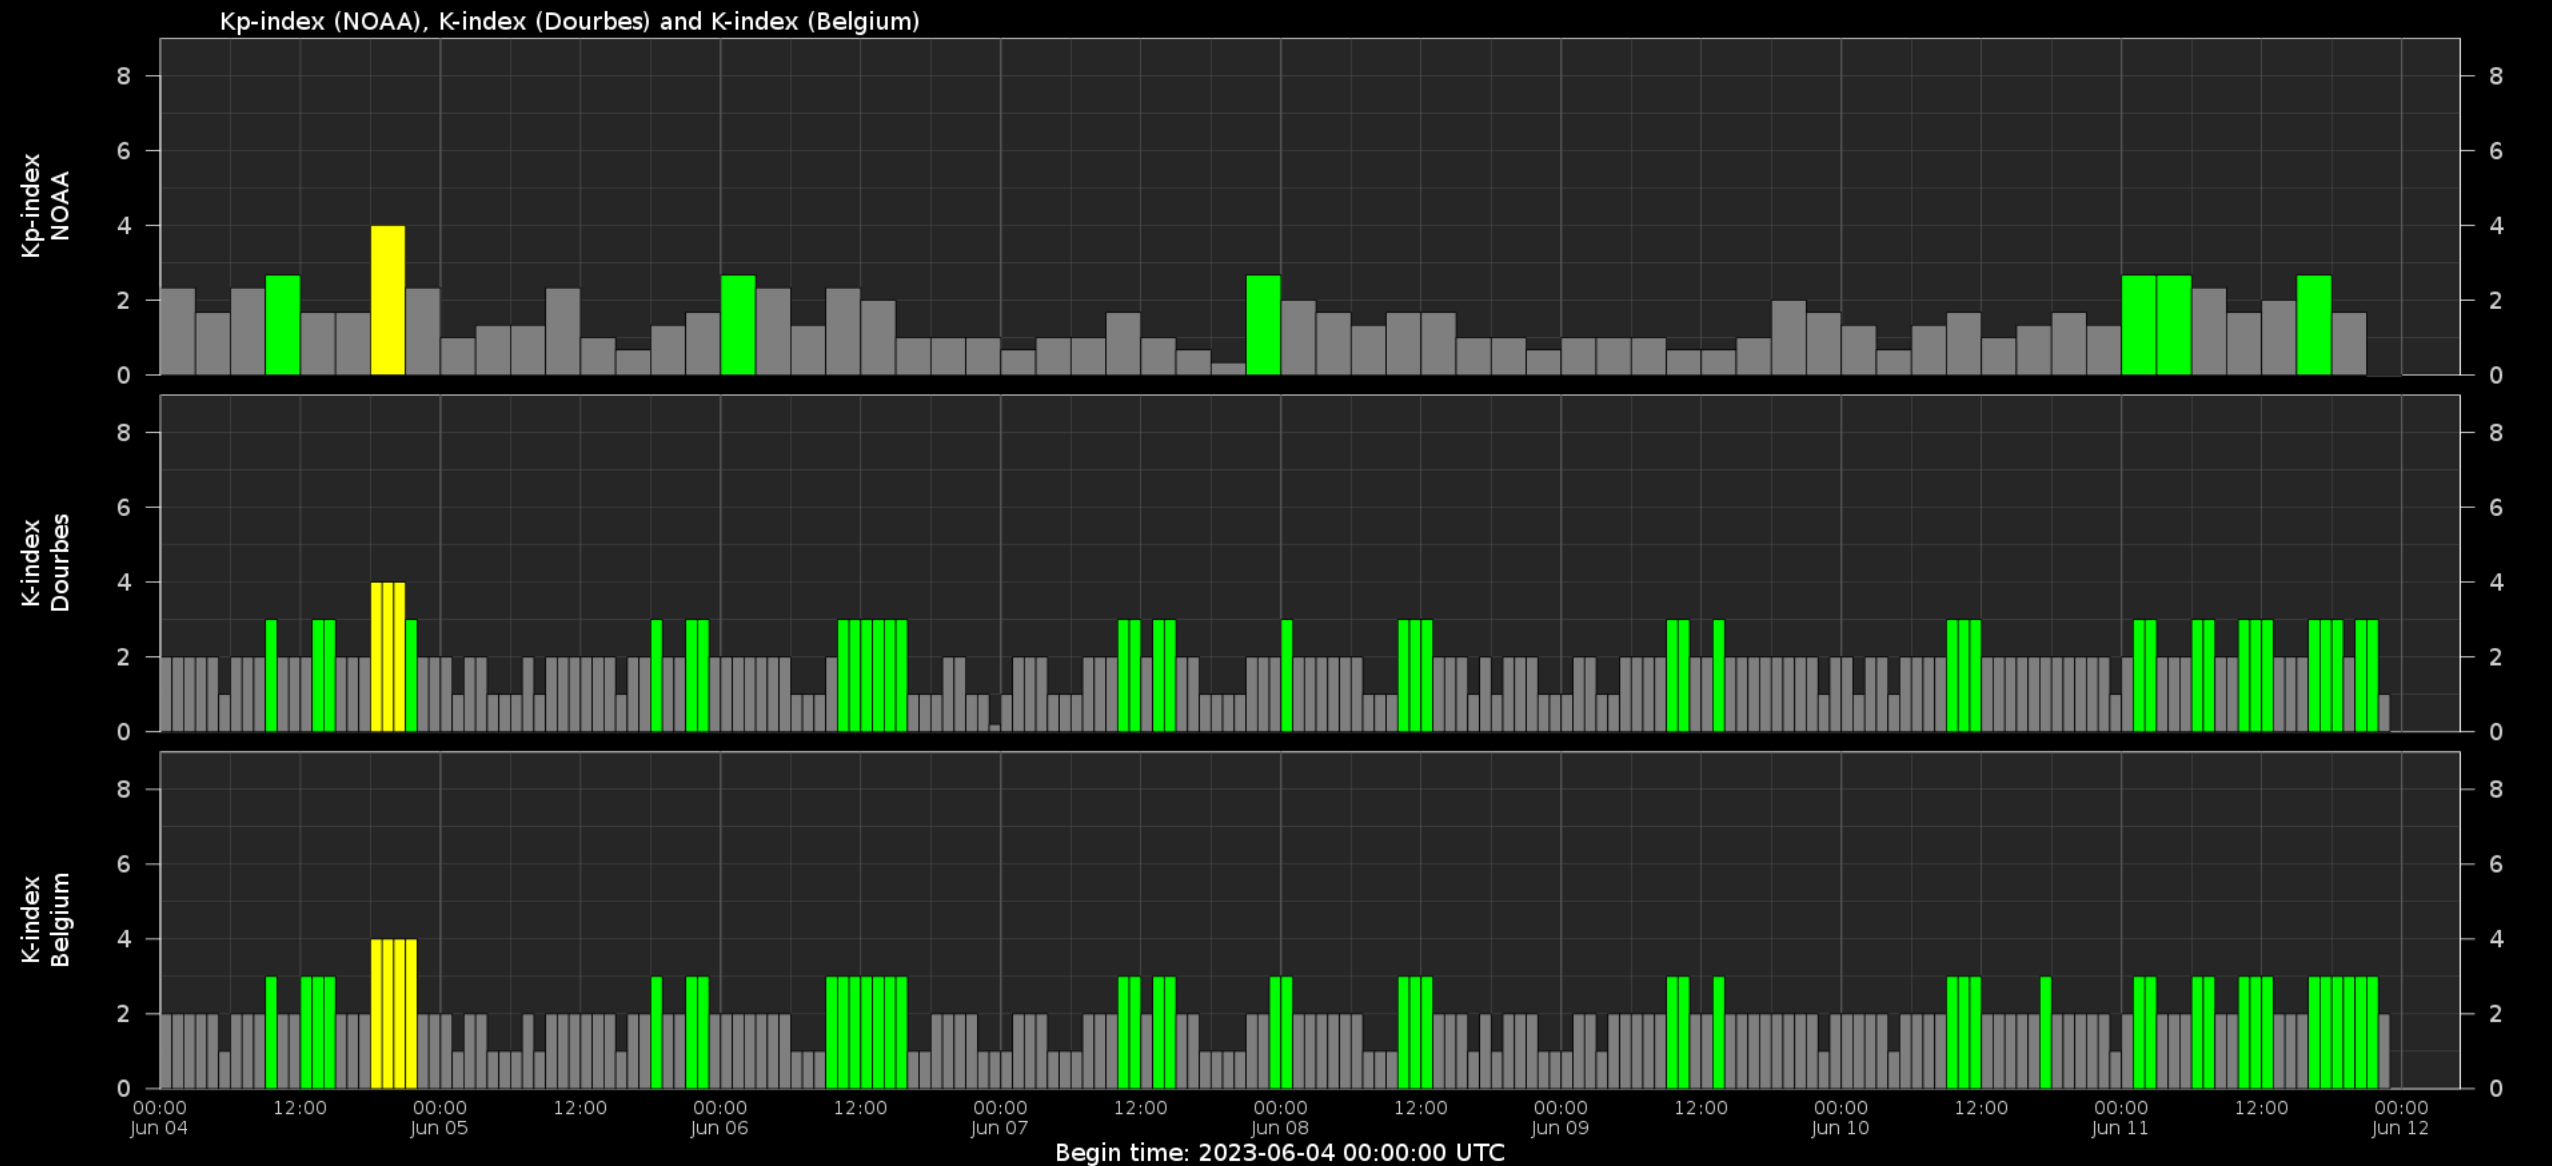 Kp-index (NOAA), K-index (Dourbes) and K-index (Belgium)
8 8
6 6
4 4
2 2
0 0
Kp-index
NOAA
8 8
6 6
4 4
2 2
0 0
K-index
Dourbes
8 8
6 6
4 4
2 2
0 0
K-index
Belgium
00:00 12:00 00:00 12:00 00:00 12:00 00:00 12:00 00:00 12:00 00:00 12:00 00:00 12:00 00:00 12:00 00:00
Jun 04 Jun 05 Jun 06 Jun 07 Jun 08 Jun 09 Jun 10 Jun 11 Jun 12
Begin time: 2023-06-04 00:00:00 UTC